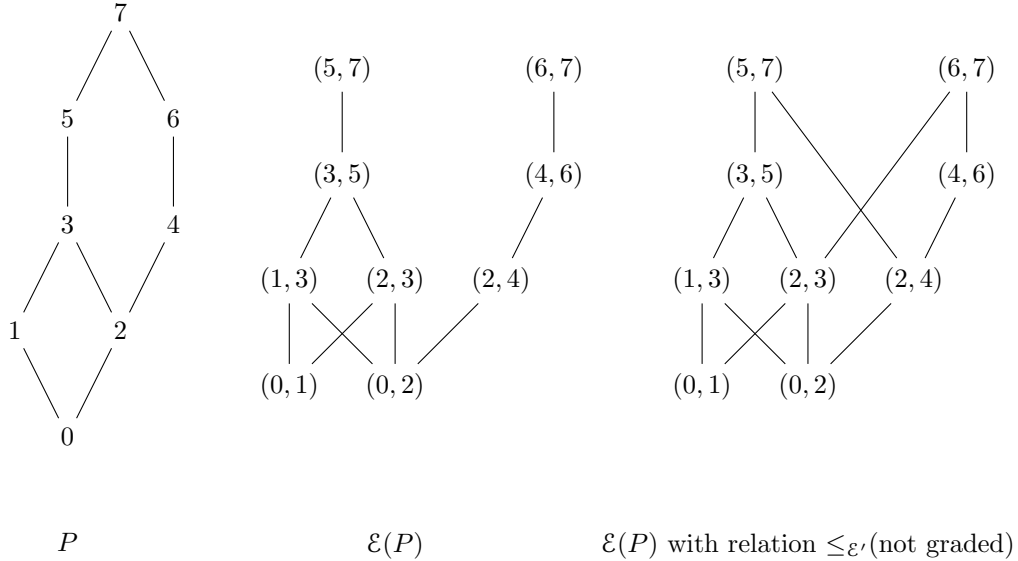 7
(5, 7) (6, 7) (5, 7) (6, 7)
5 6
(3, 5) (4, 6) (3, 5) (4, 6)
3 4
(1, 3) (2, 3) (2, 4) (1, 3) (2, 3) (2, 4)
1 2
(0, 1) (0, 2) (0, 1) (0, 2)
0
P ℰ(P) ℰ(P) with relation ≤ℰ′(not graded)